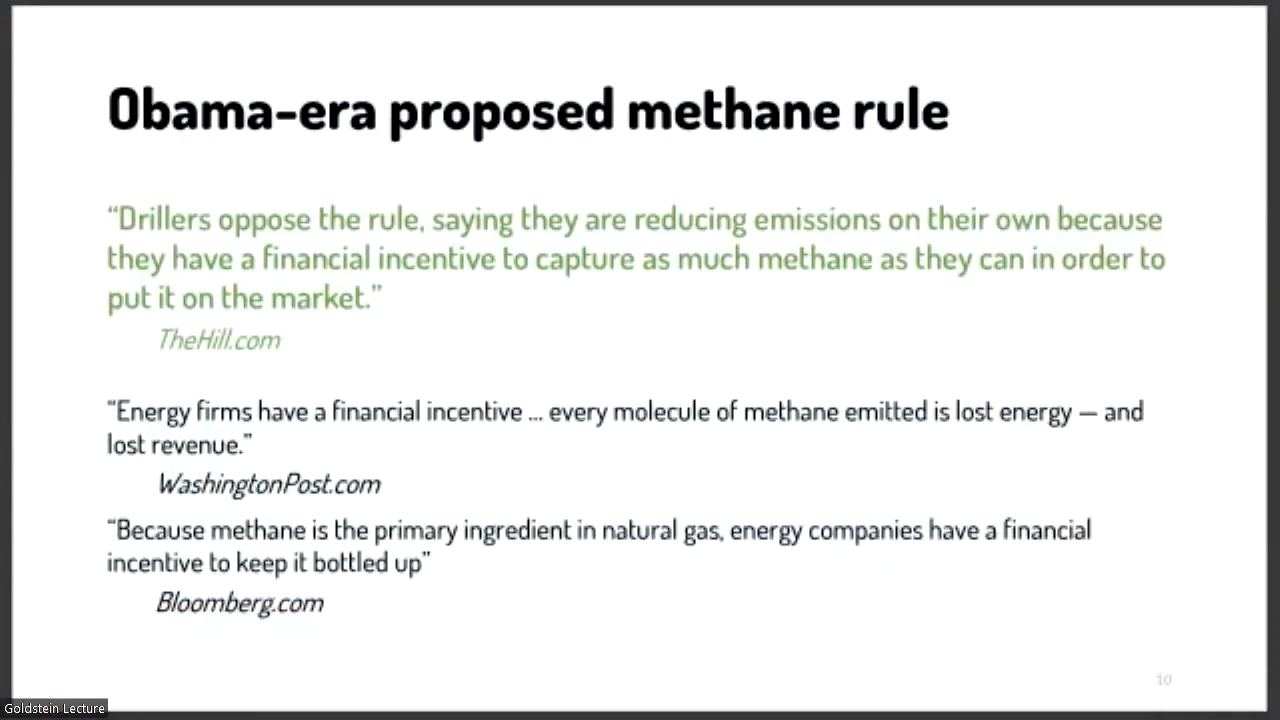 Obama-era proposed methane rule
“Drillers oppose the rule, saying they are reducing emissions on their own because
they have a financial incentive to capture as much methane as they can in order to
put it on the market.”
TheHill.com
“Energy firms have a financial incentive … every molecule of methane emitted is lost energy — and
lost revenue.”
WashingtonPost.com
“Because methane is the primary ingredient in natural gas, energy companies have a financial
incentive to keep it bottled up”
Bloomberg.com
10
Goldstein Lecture